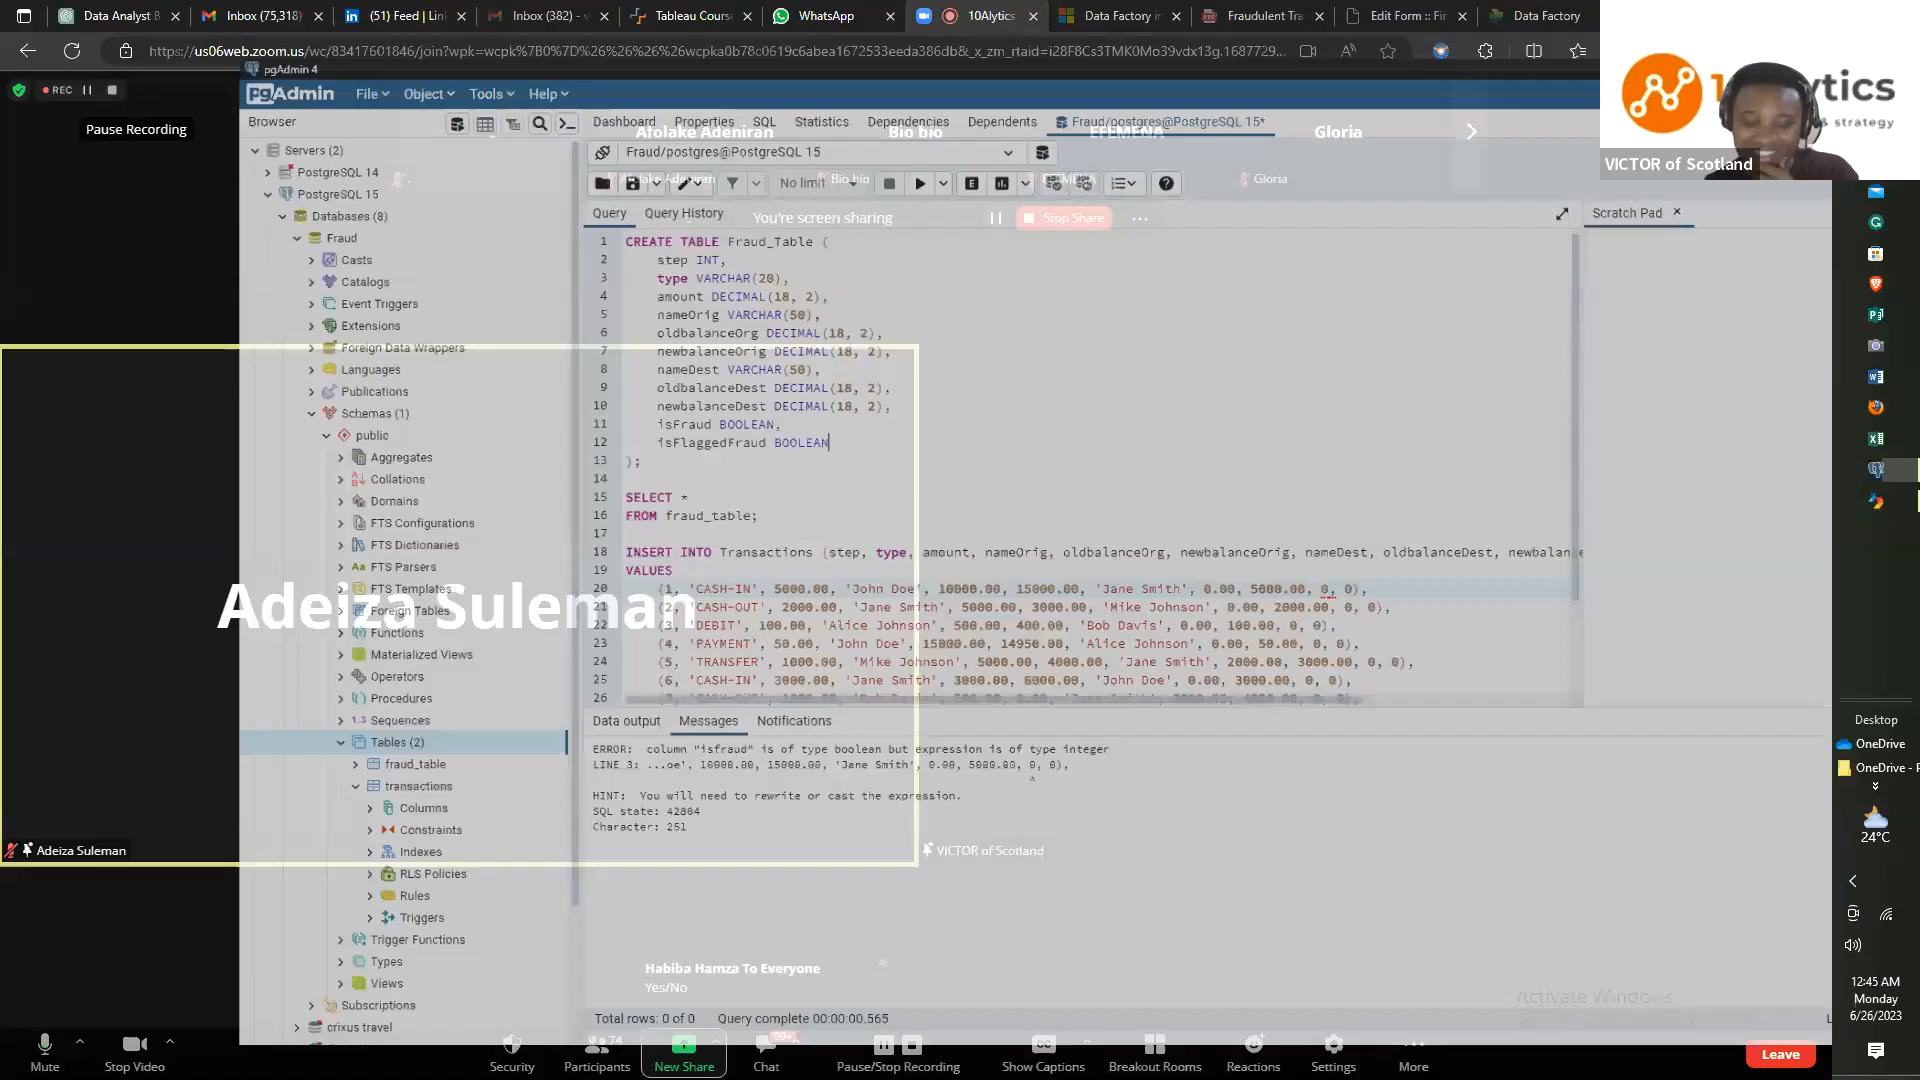 Data Analyst B
Inbox (75,318)
(51) Feed | Lin
Inbox (382) - v
Tableau Course
WhatsApp
10Alytics
Data Factory in
Fraudulent Tra
Edit Form :: Fir
Data Factory
pgAdmin 4
REC
Pause Recording
pgAdmin
File
Object
Tools
Help
Browser
Dashboard
Properties
SQL
Statistics
Dependencies
Dependents
Fraud/postgres@PostgreSQL 15*
Afolake Adeniran
Bio bio
EFEMENA
Gloria
VICTOR of Scotland
Fraud/postgres@PostgreSQL 15
No limit
Bio bio
Gloria
Query
Query History
You're screen sharing
Stop Share
Scratch Pad
Servers (2)
PostgreSQL 14
PostgreSQL 15
Databases (8)
Fraud
Casts
Catalogs
Event Triggers
Extensions
Foreign Data Wrappers
Languages
Publications
Schemas (1)
public
Aggregates
Collations
Domains
FTS Configurations
FTS Dictionaries
FTS Parsers
FTS Templates
Foreign Tables
Functions
Materialized Views
Operators
Procedures
1..3 Sequences
Tables (2)
fraud_table
transactions
Columns
Constraints
Indexes
RLS Policies
Rules
Triggers
Trigger Functions
Types
Views
Subscriptions
crixus travel
1 CREATE TABLE Fraud_Table (
2 step INT,
3 type VARCHAR(20),
4 amount DECIMAL(18, 2),
5 nameOrig VARCHAR(50),
6 oldbalanceOrg DECIMAL(18, 2),
7 newbalanceOrig DECIMAL(18, 2),
8 nameDest VARCHAR(50),
9 oldbalanceDest DECIMAL(18, 2),
10 newbalanceDest DECIMAL(18, 2),
11 isFraud BOOLEAN,
12 isFlaggedFraud BOOLEAN
13 );
14
15 SELECT *
16 FROM fraud_table;
17
18 INSERT INTO Transactions (step, type, amount, nameOrig, oldbalanceOrg, newbalanceOrig, nameDest, oldbalanceDest, newbalan
19 VALUES
20 (1, 'CASH-IN', 5000.00, 'John Doe', 10000.00, 15000.00, 'Jane Smith', 0.00, 5000.00, 0, 0),
21 (2, 'CASH-OUT', 2000.00, 'Jane Smith', 5000.00, 3000.00, 'Mike Johnson', 0.00, 2000.00, 0, 0),
22 (3, 'DEBIT', 100.00, 'Alice Johnson', 500.00, 400.00, 'Bob Davis', 0.00, 100.00, 0, 0),
23 (4, 'PAYMENT', 50.00, 'John Doe', 15000.00, 14950.00, 'Alice Johnson', 0.00, 50.00, 0, 0),
24 (5, 'TRANSFER', 1000.00, 'Mike Johnson', 5000.00, 4000.00, 'Jane Smith', 2000.00, 3000.00, 0, 0),
25 (6, 'CASH-IN', 3000.00, 'Jane Smith', 3000.00, 6000.00, 'John Doe', 0.00, 3000.00, 0, 0),
26
Adeiza Suleman
Data output
Messages
Notifications
ERROR: column "isfraud" is of type boolean but expression is of type integer
LINE 3: ...oe', 10000.00, 15000.00, 'Jane Smith', 0.00, 5000.00, 0, 0),
^
HINT: You will need to rewrite or cast the expression.
SQL state: 42804
Character: 251
Adeiza Suleman
VICTOR of Scotland
Habiba Hamza To Everyone
Yes/No
Activate Windows
Total rows: 0 of 0
Query complete 00:00:00.565
Desktop
OneDrive
OneDrive - P
24°C
12:45 AM
Monday
6/26/2023
74
99+
Mute
Stop Video
Security
Participants
New Share
Chat
Pause/Stop Recording
Show Captions
Breakout Rooms
Reactions
Settings
More
Leave